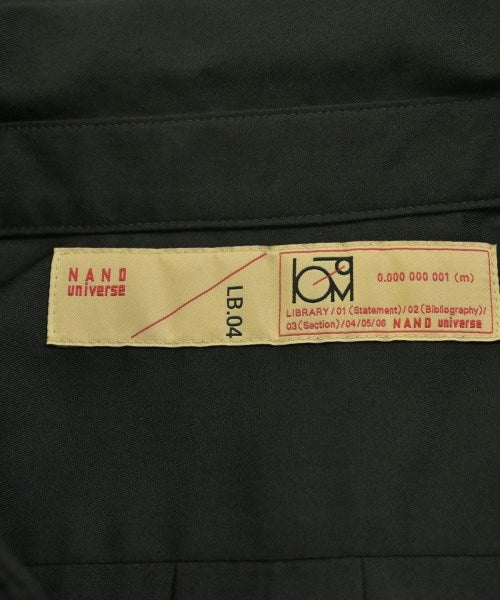 NANO
universe
LB.04
0.000 000 001 (m)
LIBRARY/01(Statement)/02(Bibliography)/
03(Section)/04/05/06 NANO universe